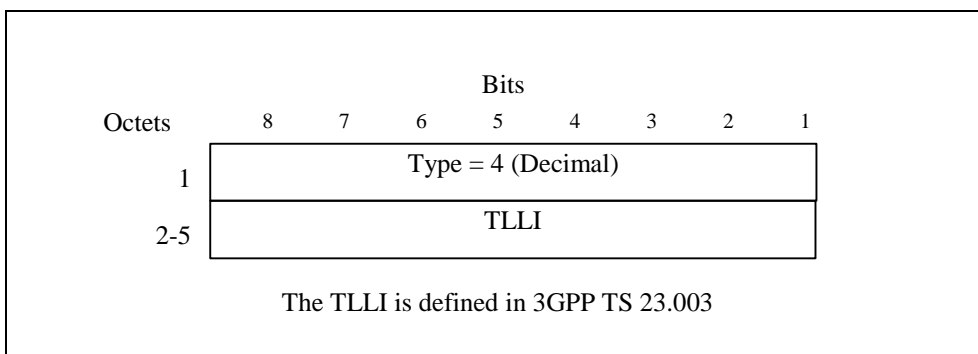 Bits
Octets 8 7 6 5 4 3 2 1
1 Type = 4 (Decimal)
2-5 TLLI
The TLLI is defined in 3GPP TS 23.003